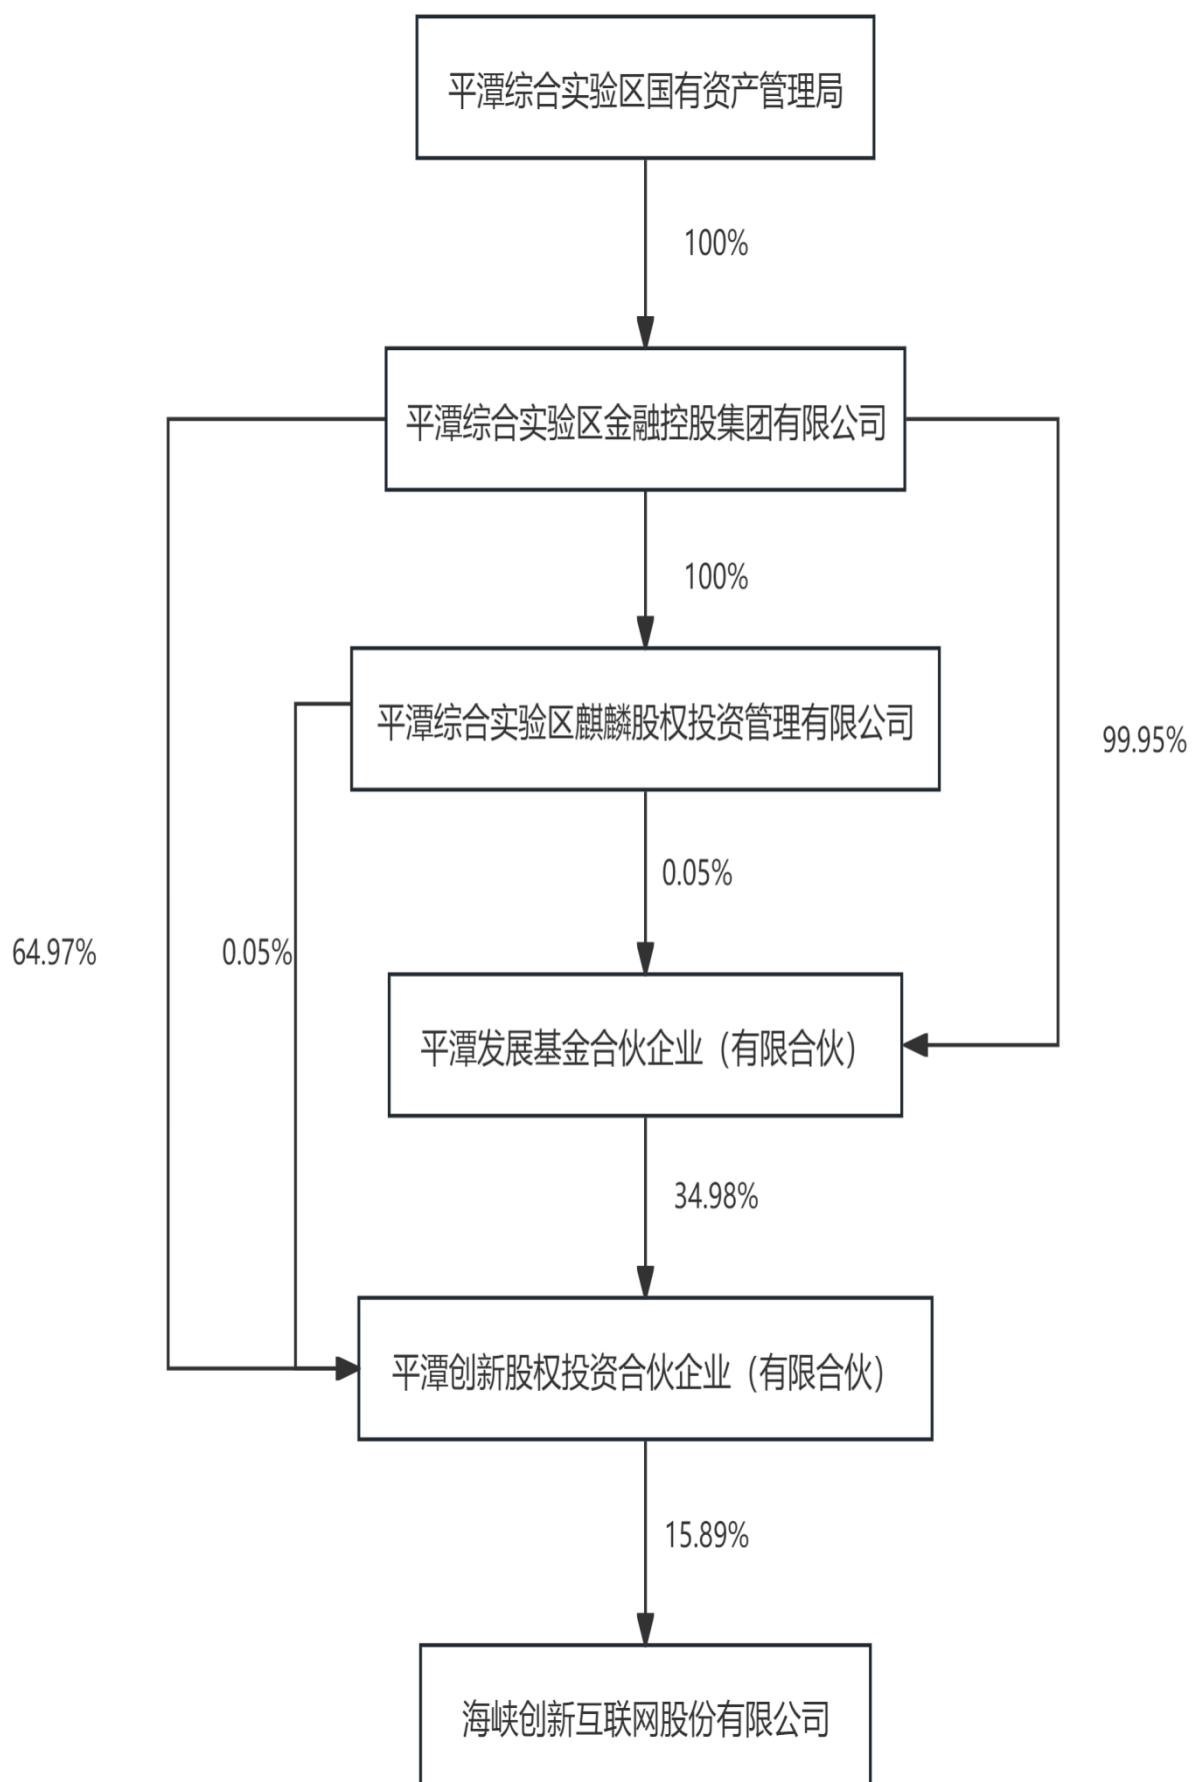 平潭综合实验区国有资产管理局
100%
平潭综合实验区金融控股集团有限公司
100%
平潭综合实验区麒麟股权投资管理有限公司
99.95%
0.05%
64.97%
0.05%
平潭发展基金合伙企业（有限合伙）
34.98%
平潭创新股权投资合伙企业（有限合伙）
15.89%
海峡创新互联网股份有限公司